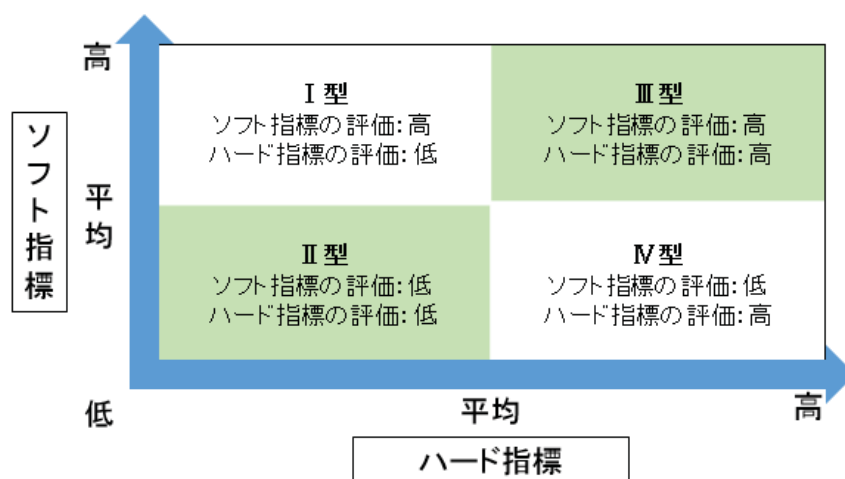 高
ソフト指標
平均
低
Ⅰ型
ソフト指標の評価:高
ハード指標の評価:低
Ⅲ型
ソフト指標の評価:高
ハード指標の評価:高
Ⅱ型
ソフト指標の評価:低
ハード指標の評価:低
Ⅳ型
ソフト指標の評価:低
ハード指標の評価:高
平均
高
ハード指標